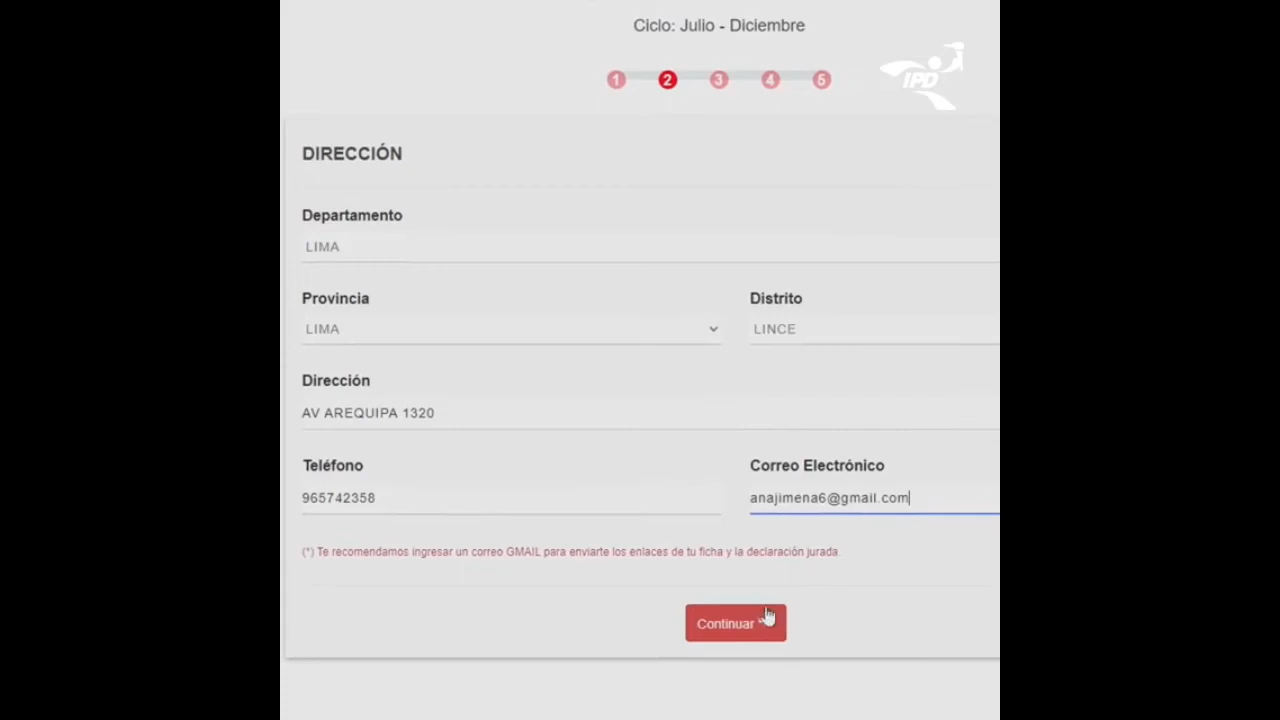 Ciclo: Julio - Diciembre
1 2 3 4 5
IPD
DIRECCIÓN
Departamento
LIMA
Provincia
Distrito
LIMA
LINCE
Dirección
AV AREQUIPA 1320
Teléfono
Correo Electrónico
965742358
anajimena6@gmail.com
(*) Te recomendamos ingresar un correo GMAIL para enviarte los enlaces de tu ficha y la declaración jurada.
Continuar